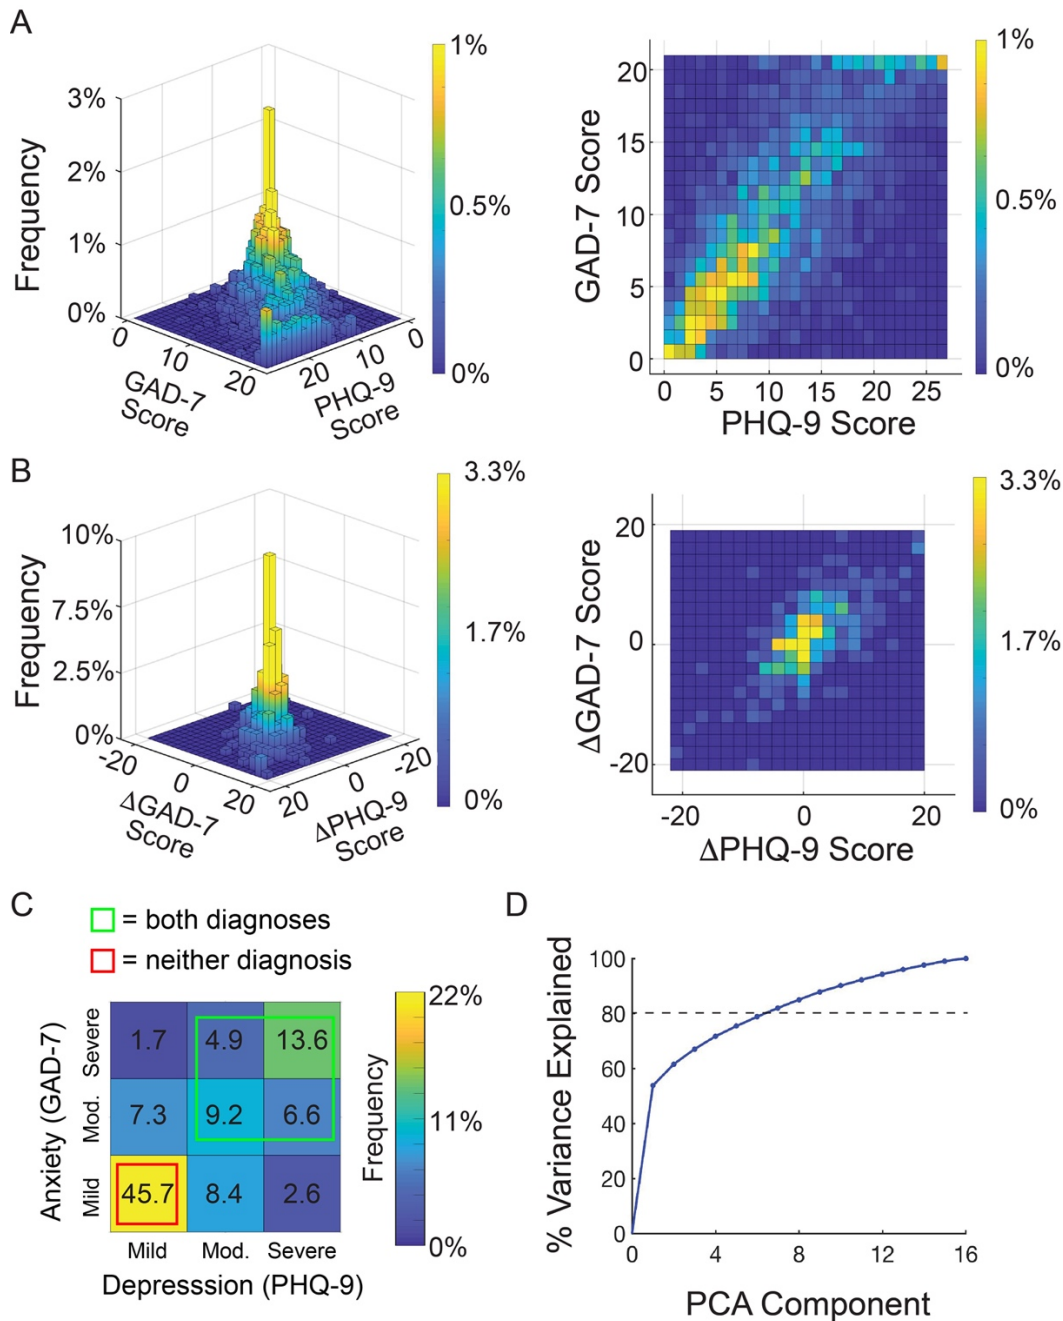 A
3%
2%
1%
0%
Frequency
0
10
20
GAD-7
Score
20
10
0
PHQ-9
Score
1%
0.5%
0%
20
15
10
5
0
GAD-7 Score
0 5 10 15 20 25
PHQ-9 Score
1%
0.5%
0%
B
10%
7.5%
2.5%
0%
Frequency
-20
0
20
ΔGAD-7
Score
20
0
-20
ΔPHQ-9
Score
3.3%
1.7%
0%
20
0
-20
ΔGAD-7 Score
-20 0 20
ΔPHQ-9 Score
3.3%
1.7%
0%
C
= both diagnoses
= neither diagnosis
Anxiety (GAD-7)
Severe
Mod.
Mild
1.7 4.9 13.6
7.3 9.2 6.6
45.7 8.4 2.6
Mild Mod. Severe
Depresssion (PHQ-9)
Frequency
22%
11%
0%
D
% Variance Explained
100
80
60
40
20
0
0 4 8 12 16
PCA Component